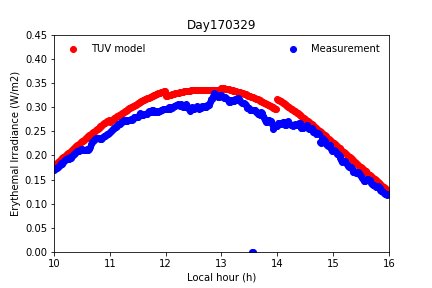 Day170329
TUV model
Measurement
Erythemal Irradiance (W/m2)
0.45
0.40
0.35
0.30
0.25
0.20
0.15
0.10
0.05
0.00
10 11 12 13 14 15 16
Local hour (h)